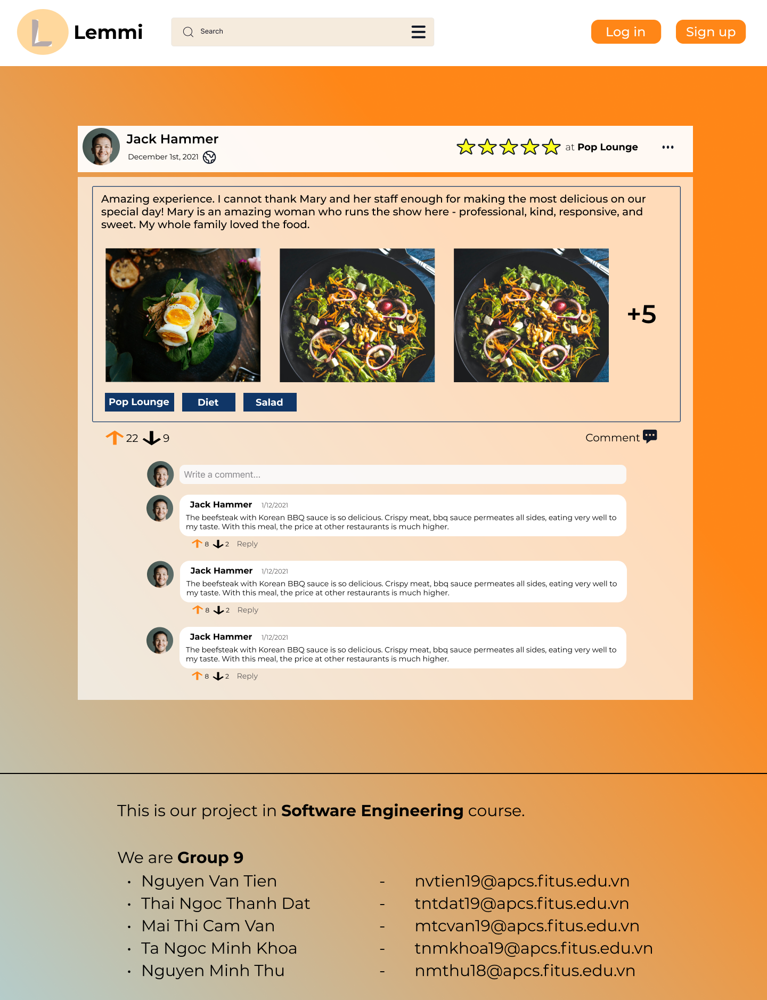 L Lemmi
Search
Log in
Sign up
Jack Hammer
December 1st, 2021
at Pop Lounge
Amazing experience. I cannot thank Mary and her staff enough for making the most delicious on our
special day! Mary is an amazing woman who runs the show here - professional, kind, responsive, and
sweet. My whole family loved the food.
+5
Pop Lounge
Diet
Salad
22
9
Comment
Write a comment...
Jack Hammer 1/12/2021
The beefsteak with Korean BBQ sauce is so delicious. Crispy meat, bbq sauce permeates all sides, eating very well to
my taste. With this meal, the price at other restaurants is much higher.
8 2 Reply
Jack Hammer 1/12/2021
The beefsteak with Korean BBQ sauce is so delicious. Crispy meat, bbq sauce permeates all sides, eating very well to
my taste. With this meal, the price at other restaurants is much higher.
8 2 Reply
Jack Hammer 1/12/2021
The beefsteak with Korean BBQ sauce is so delicious. Crispy meat, bbq sauce permeates all sides, eating very well to
my taste. With this meal, the price at other restaurants is much higher.
8 2 Reply
This is our project in Software Engineering course.
We are Group 9
• Nguyen Van Tien - nvtien19@apcs.fitus.edu.vn
• Thai Ngoc Thanh Dat - tntdat19@apcs.fitus.edu.vn
• Mai Thi Cam Van - mtcvan19@apcs.fitus.edu.vn
• Ta Ngoc Minh Khoa - tnmkhoa19@apcs.fitus.edu.vn
• Nguyen Minh Thu - nmthu18@apcs.fitus.edu.vn